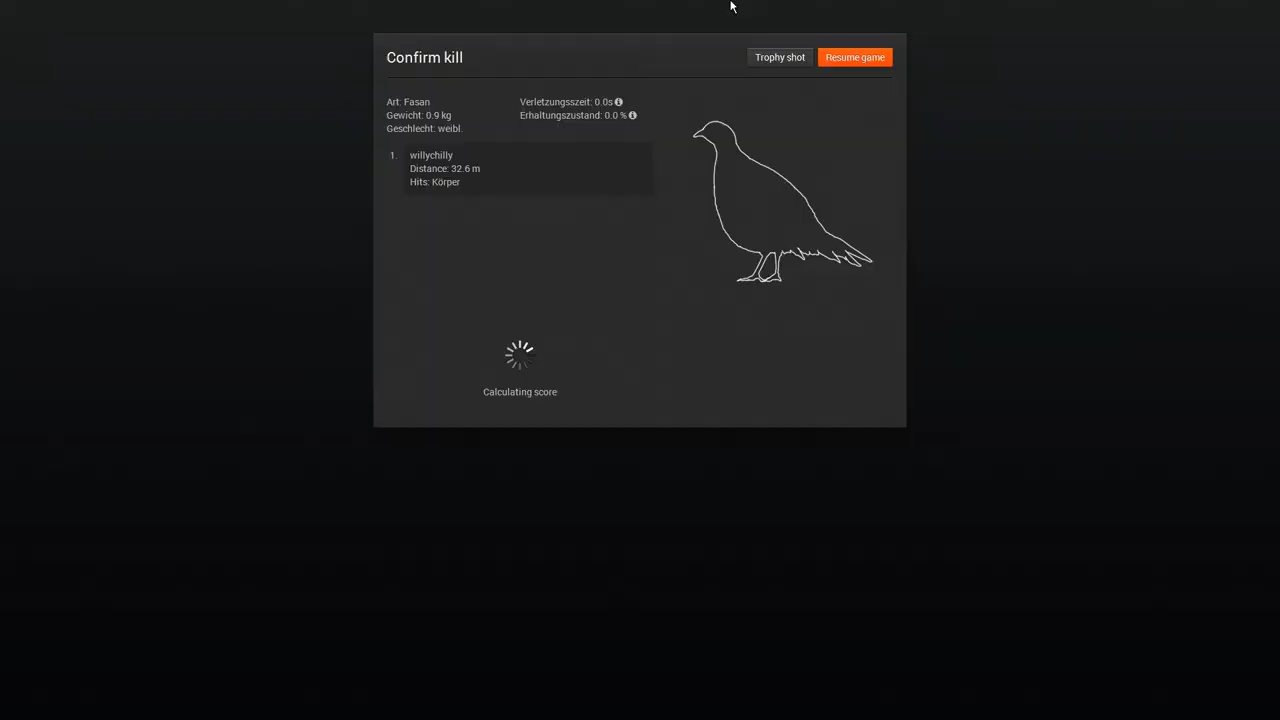 Confirm kill
Trophy shot
Resume game
Art: Fasan
Gewicht: 0.9 kg
Geschlecht: weibl.
Verletzungsszeit: 0.0s
Erhaltungszustand: 0.0 %
1. willychilly
Distance: 32.6 m
Hits: Körper
Calculating score